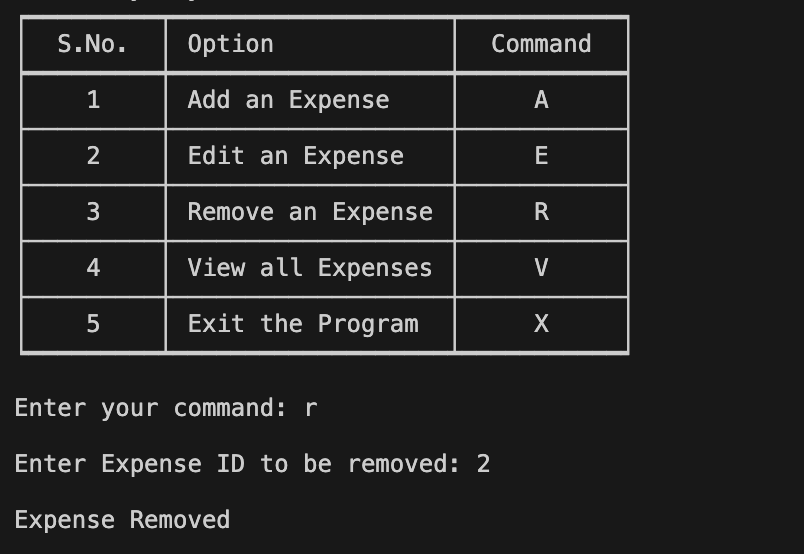 S.No. Option Command
1 Add an Expense A
2 Edit an Expense E
3 Remove an Expense R
4 View all Expenses V
5 Exit the Program X
Enter your command: r
Enter Expense ID to be removed: 2
Expense Removed